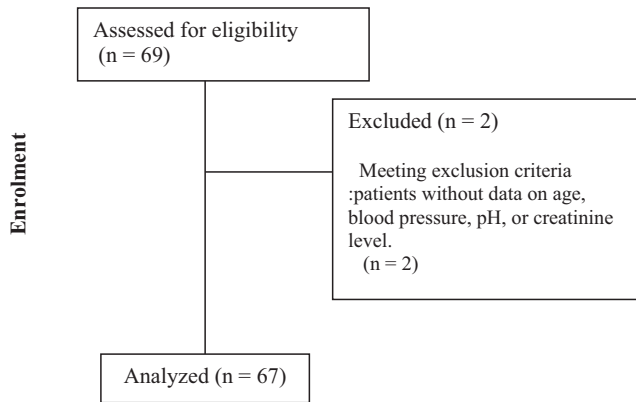 Assessed for eligibility
(n = 69)
Enrolment
Excluded (n = 2)
Meeting exclusion criteria
:patients without data on age,
blood pressure, pH, or creatinine
level.
(n = 2)
Analyzed (n = 67)